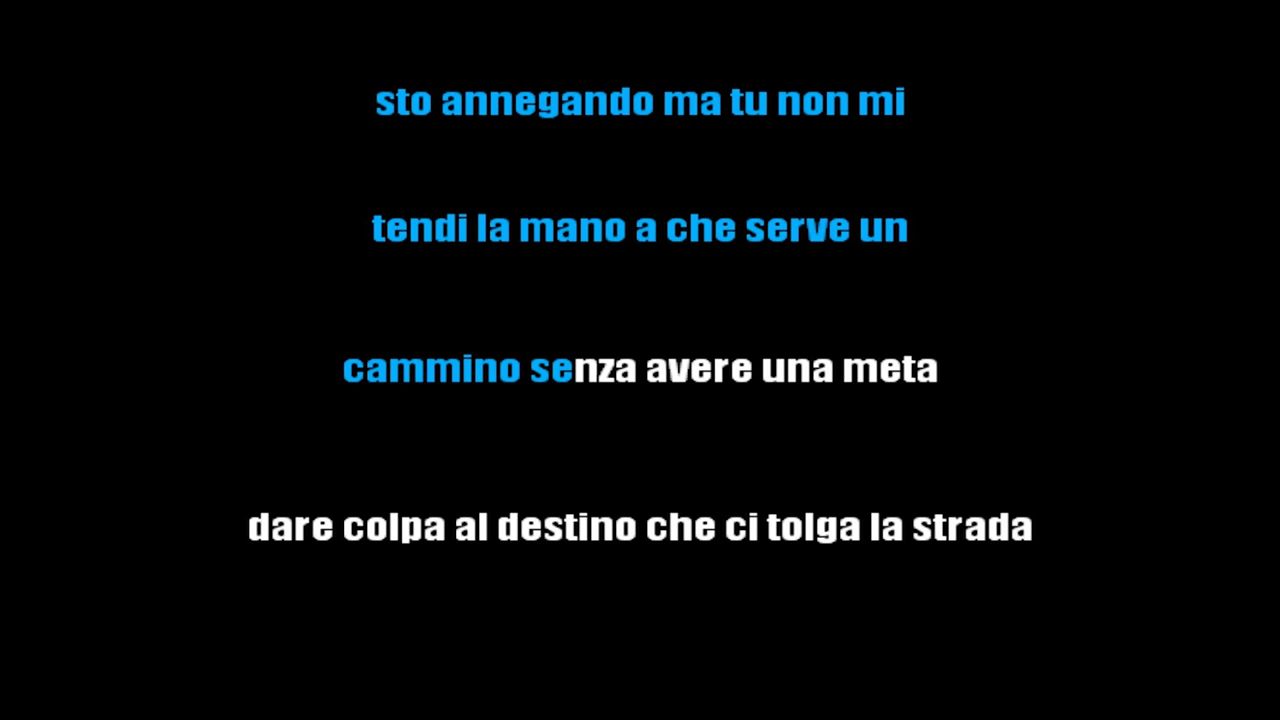 sto annegando ma tu non mi
tendi la mano a che serve un
cammino senza avere una meta
dare colpa al destino che ci tolga la strada